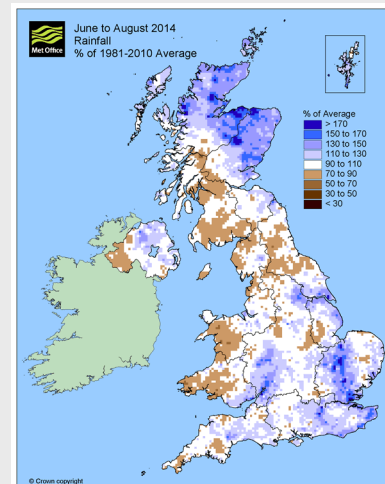 Met Office
June to August 2014
Rainfall
% of 1981-2010 Average
% of Average
> 170
150 to 170
130 to 150
110 to 130
90 to 110
70 to 90
50 to 70
30 to 50
< 30
© Crown copyright